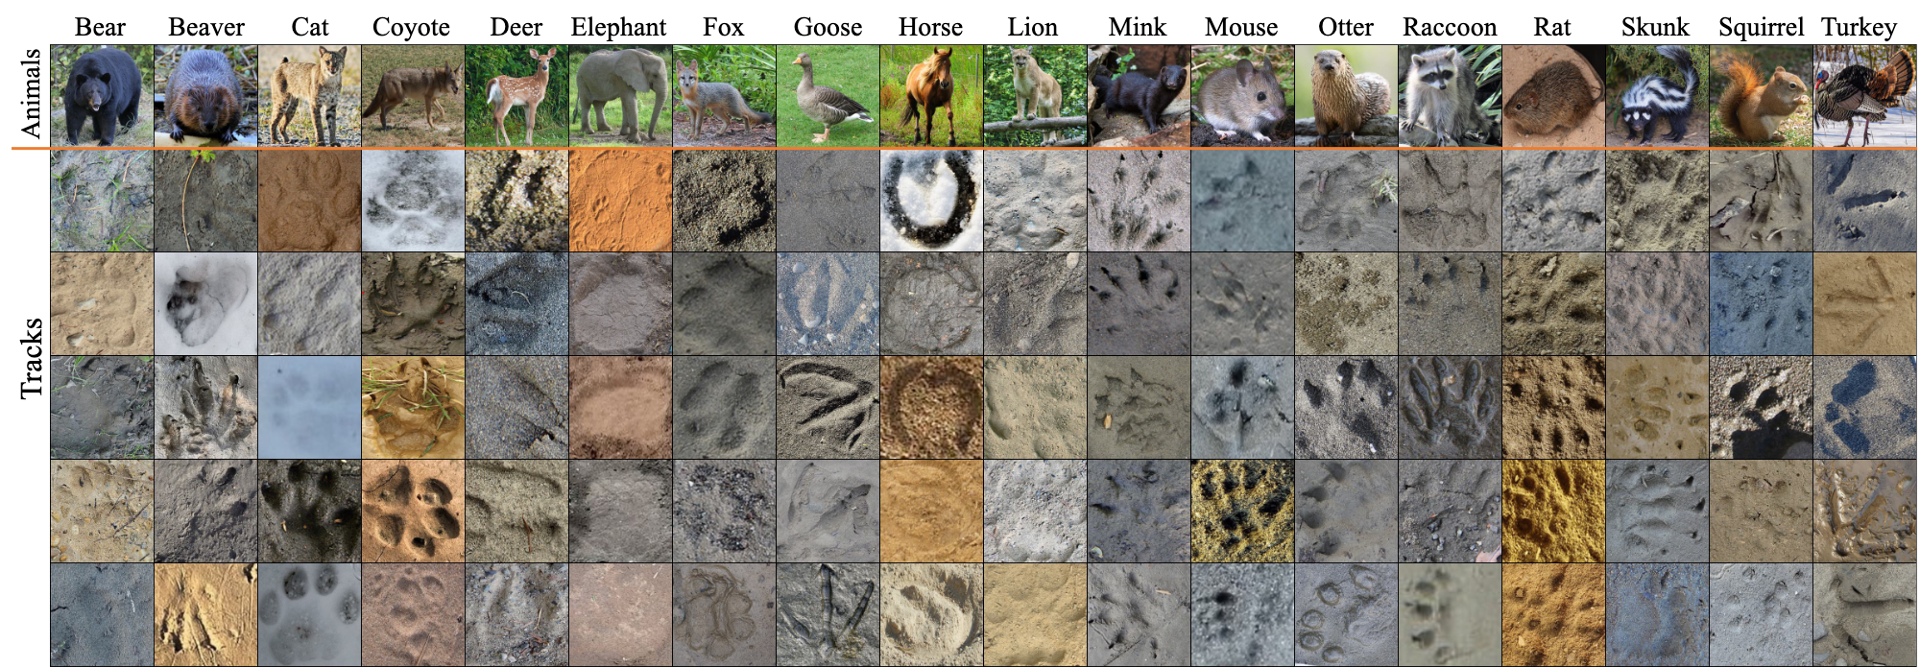 Bear Beaver Cat Coyote Deer Elephant Fox Goose Horse Lion Mink Mouse Otter Raccoon Rat Skunk Squirrel Turkey
Animals
Tracks